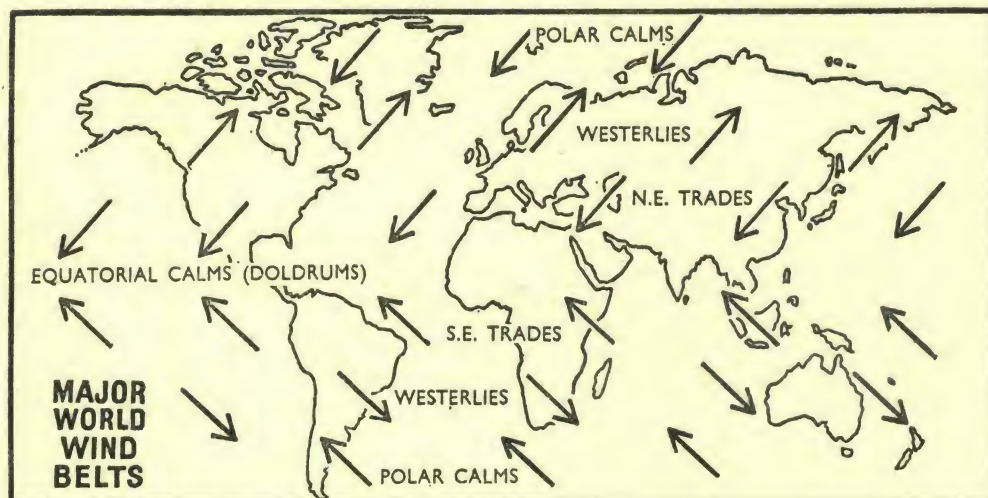 POLAR CALMS
WESTERLIES
N.E. TRADES
EQUATORIAL CALMS (DOLDRUMS)
S.E. TRADES
WESTERLIES
POLAR CALMS
MAJOR
WORLD
WIND
BELTS